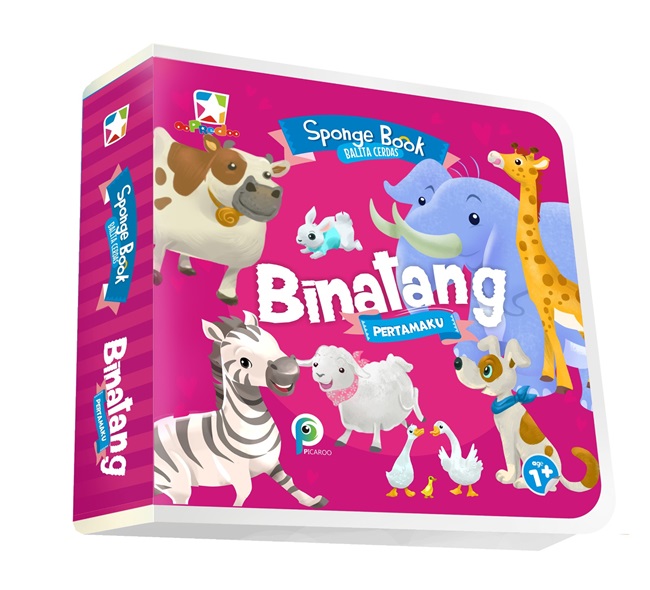 Sponge Book
BALITA CERDAS
Binatang
PERTAMAKU
PICAROO
age
1+
Sponge Book
BALITA CERDAS
Binatang
PERTAMAKU